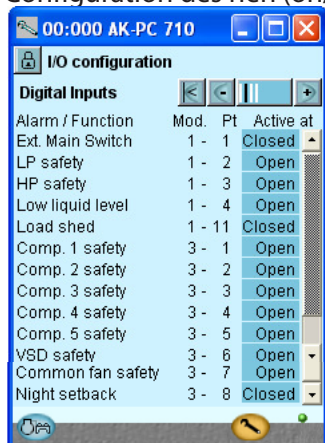 00:000 AK-PC 710
I/O configuration
Digital Inputs
Alarm / Function Mod. Pt Active at
Ext. Main Switch 1 - 1 Closed
LP safety 1 - 2 Open
HP safety 1 - 3 Open
Low liquid level 1 - 4 Open
Load shed 1 - 11 Closed
Comp. 1 safety 3 - 1 Open
Comp. 2 safety 3 - 2 Open
Comp. 3 safety 3 - 3 Open
Comp. 4 safety 3 - 4 Open
Comp. 5 safety 3 - 5 Open
VSD safety 3 - 6 Open
Common fan safety 3 - 7 Open
Night setback 3 - 8 Closed